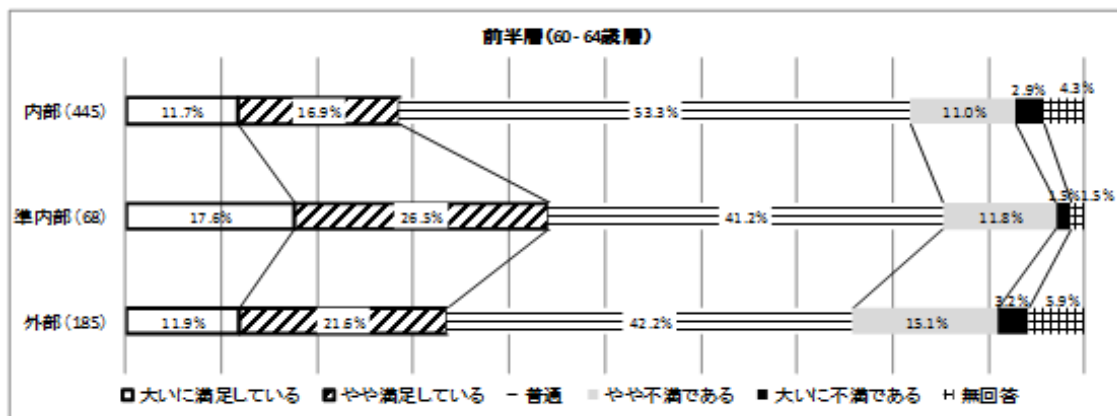 前半層(60-64歳層)
2.9% 4.3%
内部(445) 11.7% 16.9% 53.3% 11.0%
1.5% 1.5%
準内部(68) 17.6% 26.5% 41.2% 11.8%
3.2% 5.9%
外部(185) 11.9% 21.6% 42.2% 15.1%
大いに満足している やや満足している 普通 やや不満である 大いに不満である 無回答